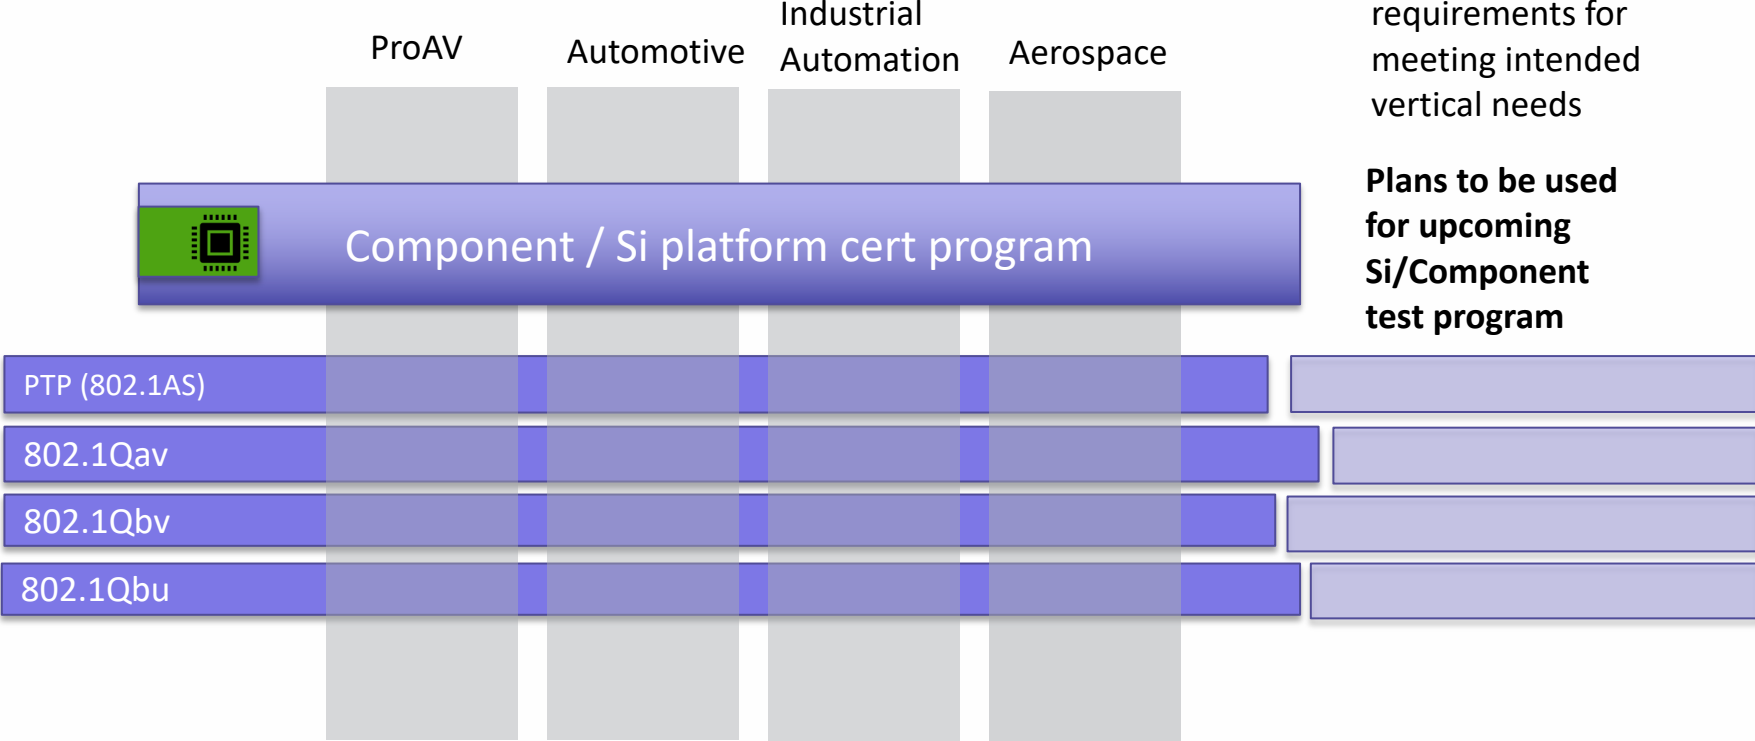 ProAV
Automotive
Industrial
Automation
Aerospace
requirements for
meeting intended
vertical needs
Plans to be used
for upcoming
Si/Component
test program
Component / Si platform cert program
PTP (802.1AS)
802.1Qav
802.1Qbv
802.1Qbu